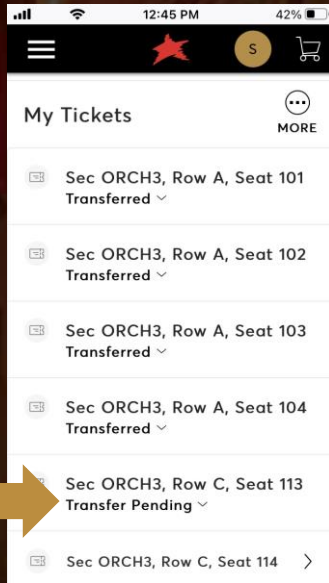 12:45 PM 42%
S
My Tickets
MORE
Sec ORCH3, Row A, Seat 101
Transferred
Sec ORCH3, Row A, Seat 102
Transferred
Sec ORCH3, Row A, Seat 103
Transferred
Sec ORCH3, Row A, Seat 104
Transferred
Sec ORCH3, Row C, Seat 113
Transfer Pending
Sec ORCH3, Row C, Seat 114